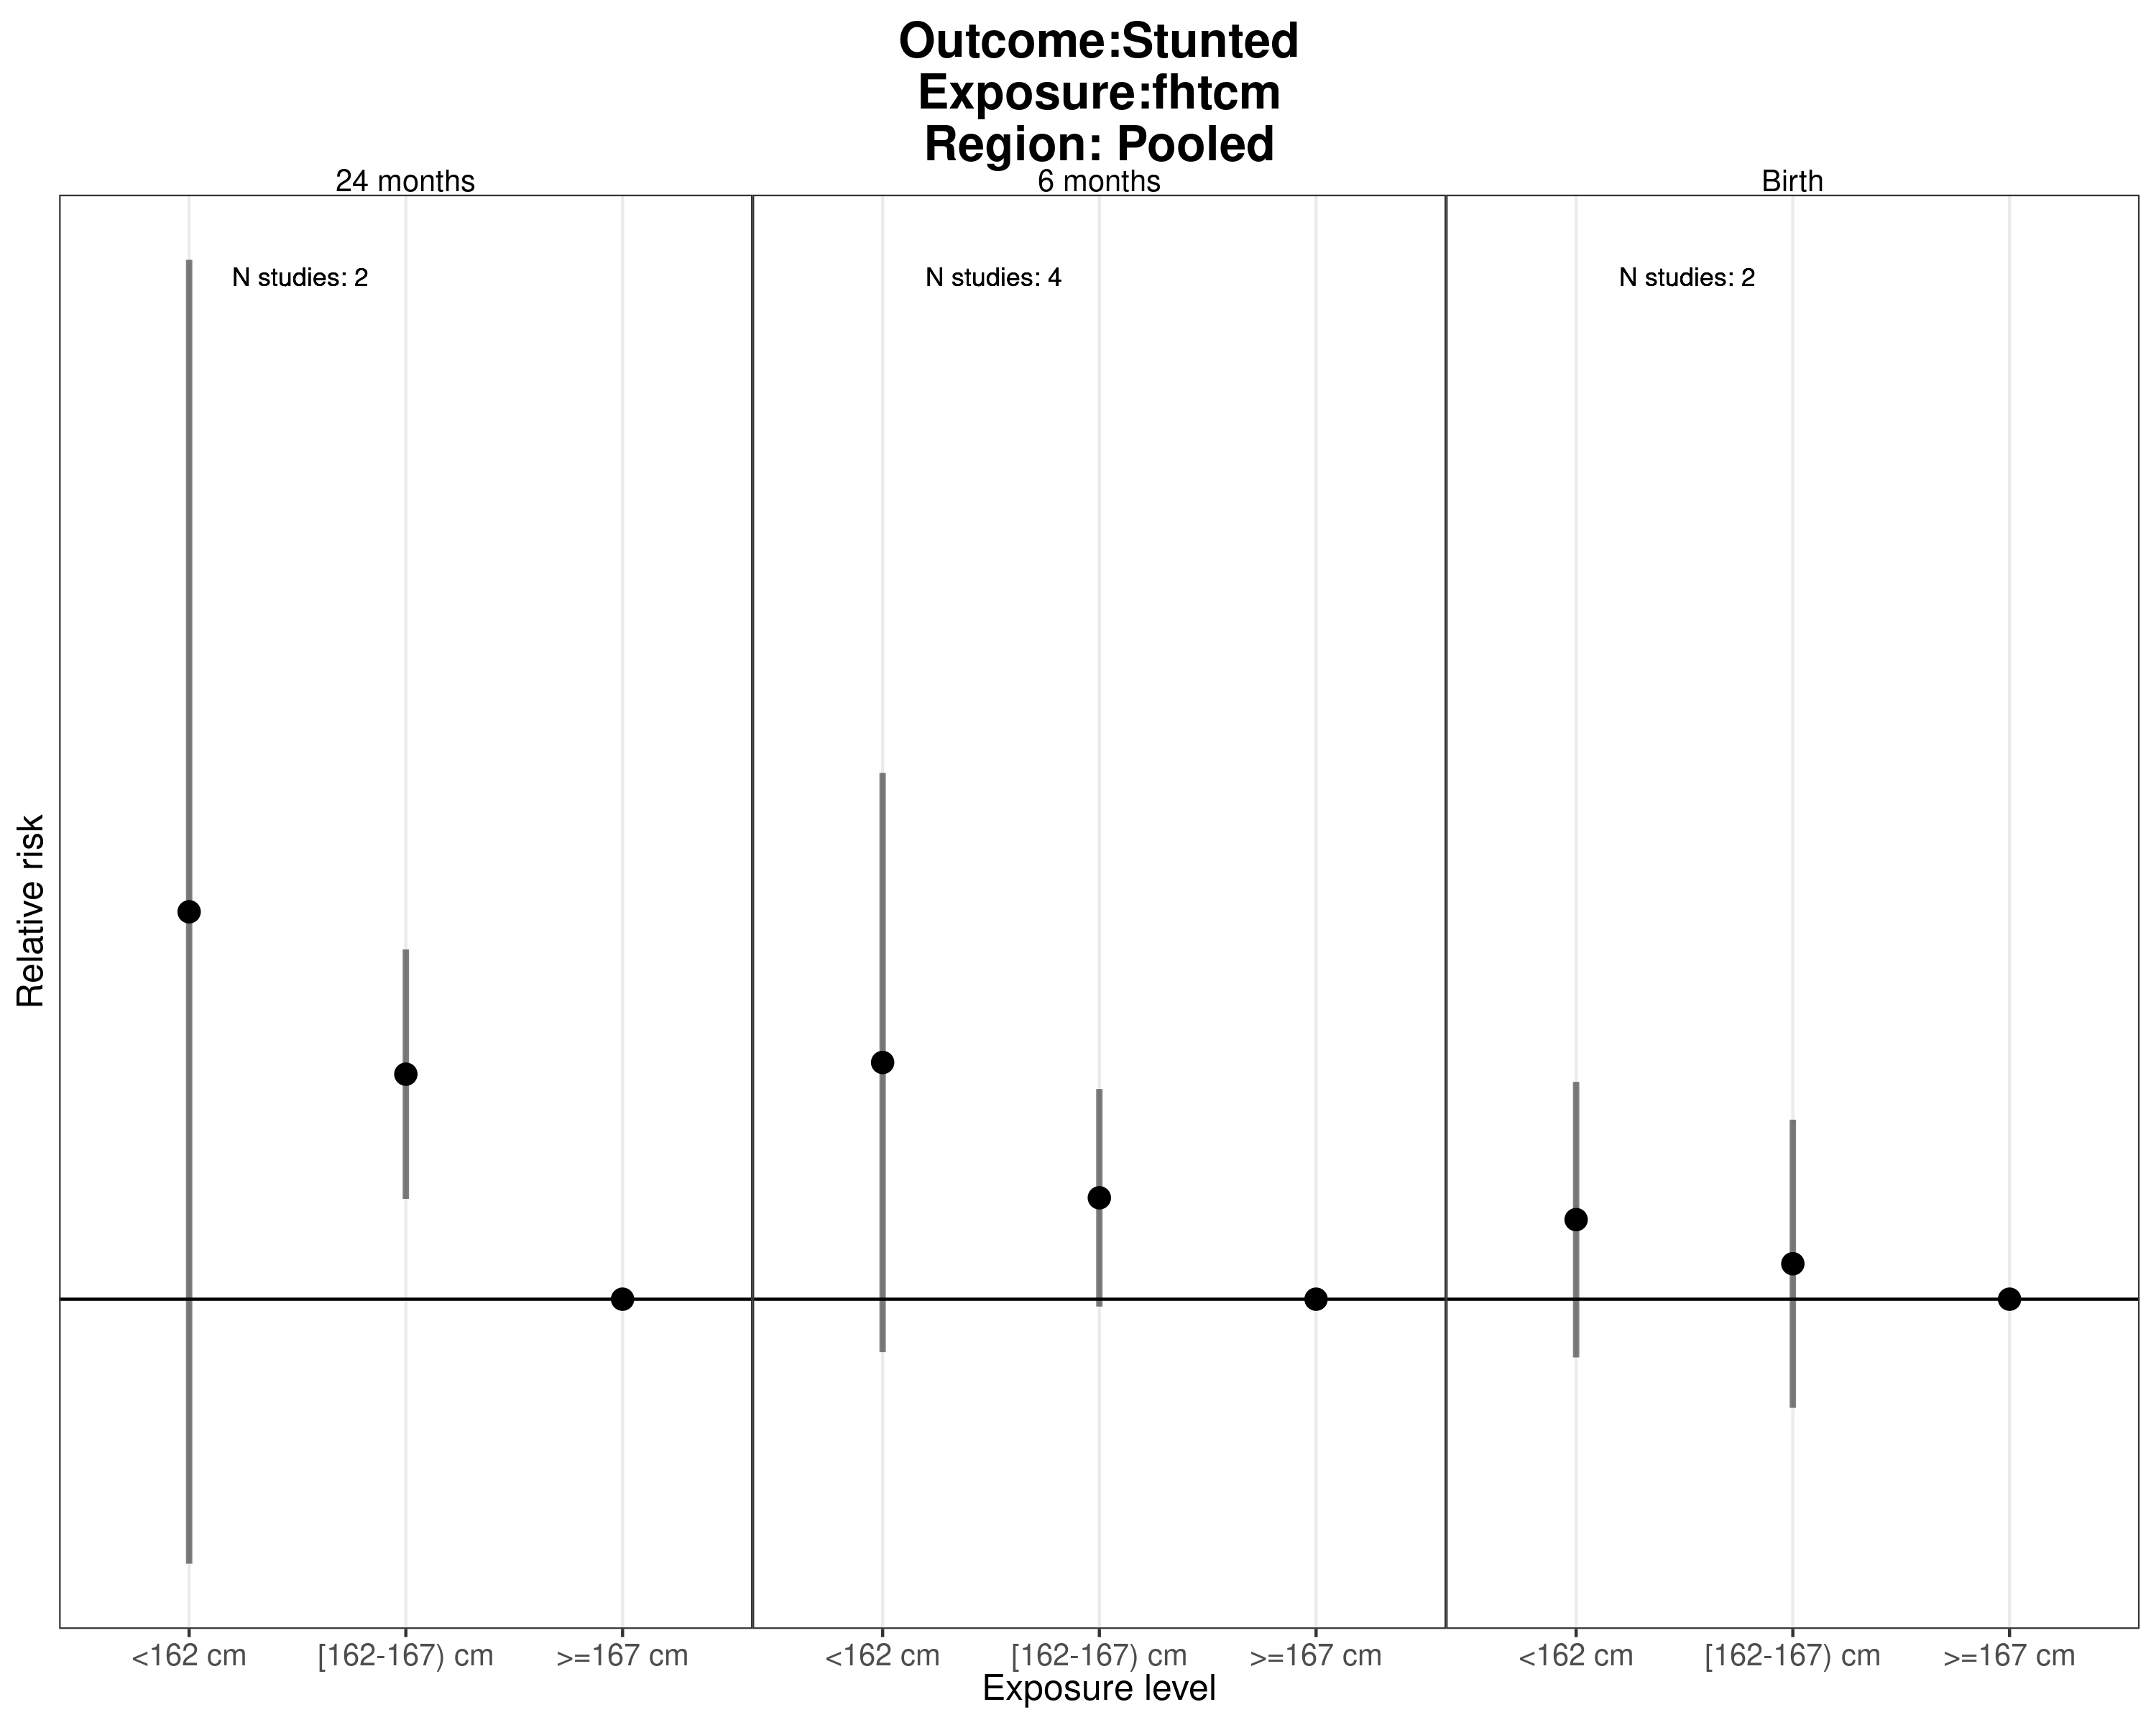 Outcome:Stunted
Exposure:fhtcm
Region: Pooled
24 months
6 months
Birth
N studies: 2
N studies: 4
N studies: 2
Relative risk
<162 cm
[162-167) cm
>=167 cm
<162 cm
[162-167) cm
>=167 cm
<162 cm
[162-167) cm
>=167 cm
Exposure level